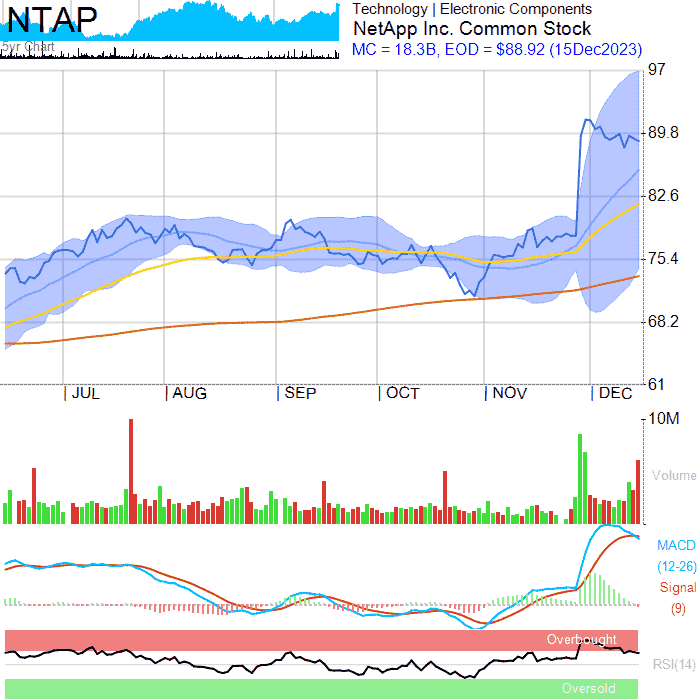 NTAP
5yr Chart
Technology | Electronic Components
NetApp Inc. Common Stock
MC = 18.3B, EOD = $88.92 (15Dec2023)
97
89.8
82.6
75.4
68.2
61
JUL
AUG
SEP
OCT
NOV
DEC
10M
Volume
MACD
(12-26)
Signal
(9)
Overbought
RSI(14)
Oversold